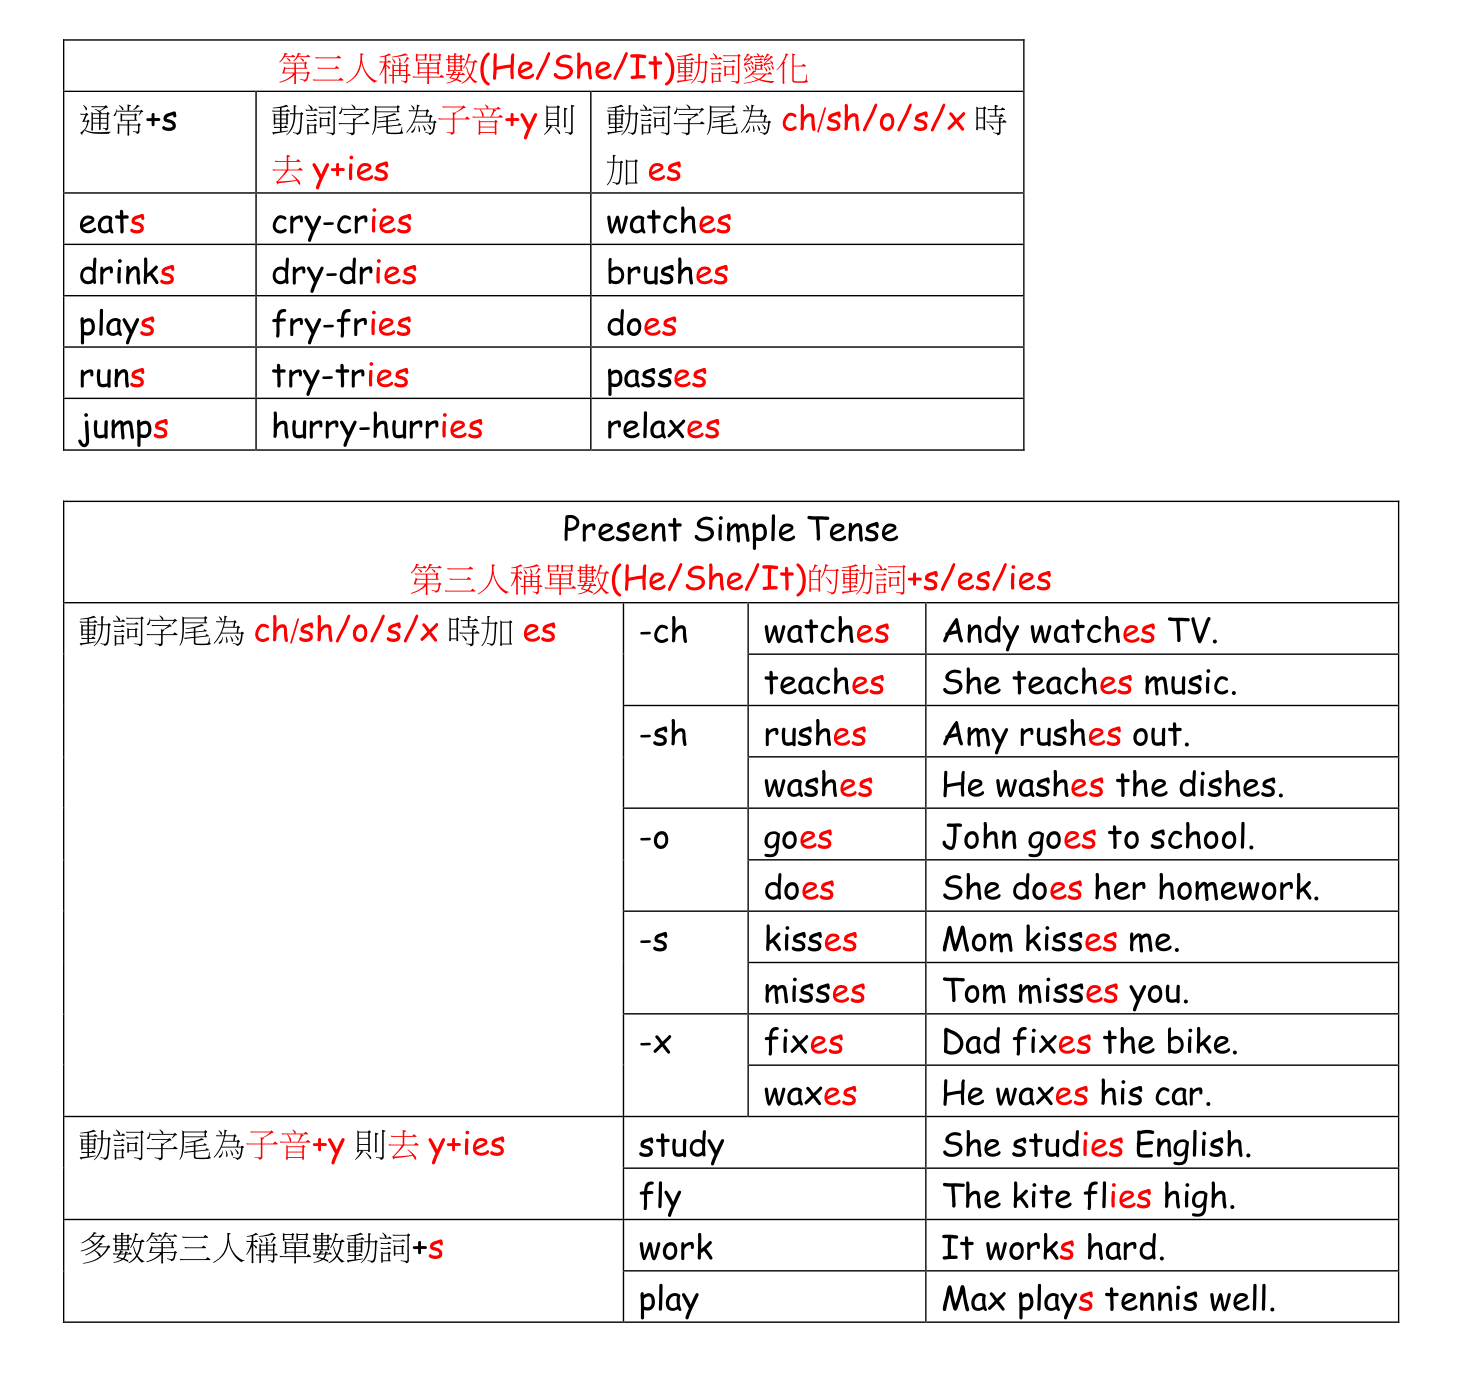 第三人稱單數(He/She/It)動詞變化
通常+s 動詞字尾為子音+y 則 動詞字尾為 ch/sh/o/s/x 時
去 y+ies 加 es
eats cry-cries watches
drinks dry-dries brushes
plays fry-fries does
runs try-tries passes
jumps hurry-hurries relaxes
Present Simple Tense
第三人稱單數(He/She/It)的動詞+s/es/ies
動詞字尾為 ch/sh/o/s/x 時加 es -ch watches Andy watches TV.
teaches She teaches music.
-sh rushes Amy rushes out.
washes He washes the dishes.
-o goes John goes to school.
does She does her homework.
-s kisses Mom kisses me.
misses Tom misses you.
-x fixes Dad fixes the bike.
waxes He waxes his car.
動詞字尾為子音+y 則去 y+ies study She studies English.
fly The kite flies high.
多數第三人稱單數動詞+s work It works hard.
play Max plays tennis well.